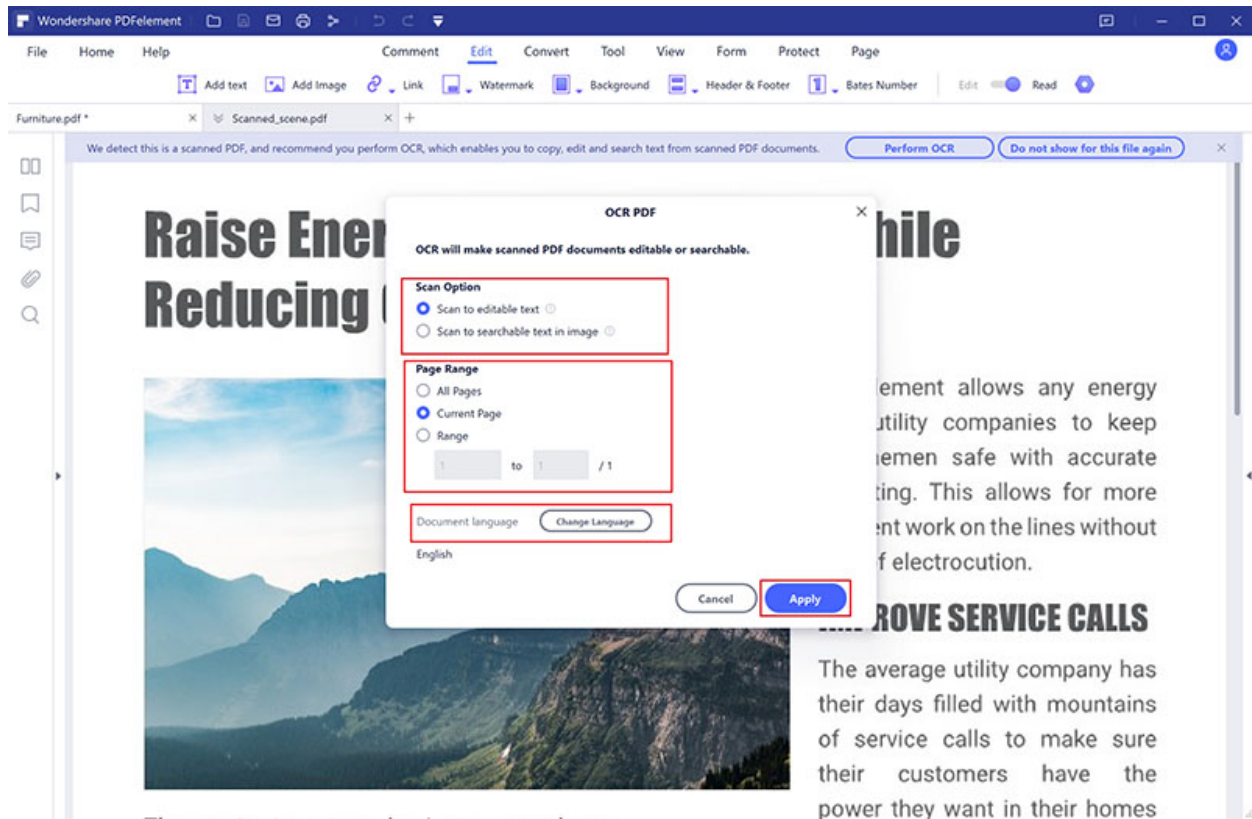 Wondershare PDFelement
File Home Help Comment Edit Convert Tool View Form Protect Page
Add text Add Image Link Watermark Background Header & Footer Bates Number Edit Read
Furniture.pdf * Scanned_scene.pdf
We detect this is a scanned PDF, and recommend you perform OCR, which enables you to copy, edit and search text from scanned PDF documents. Perform OCR Do not show for this file again
OCR PDF
OCR will make scanned PDF documents editable or searchable.
Scan Option
Scan to editable text
Scan to searchable text in image
Page Range
All Pages
Current Page
Range
1 to 1 / 1
Document language Change Language
English
Cancel Apply
Raise Ener hile
Reducing
ement allows any energy
utility companies to keep
emen safe with accurate
ting. This allows for more
ent work on the lines without
f electrocution.
ROVE SERVICE CALLS
The average utility company has
their days filled with mountains
of service calls to make sure
their customers have the
power they want in their homes